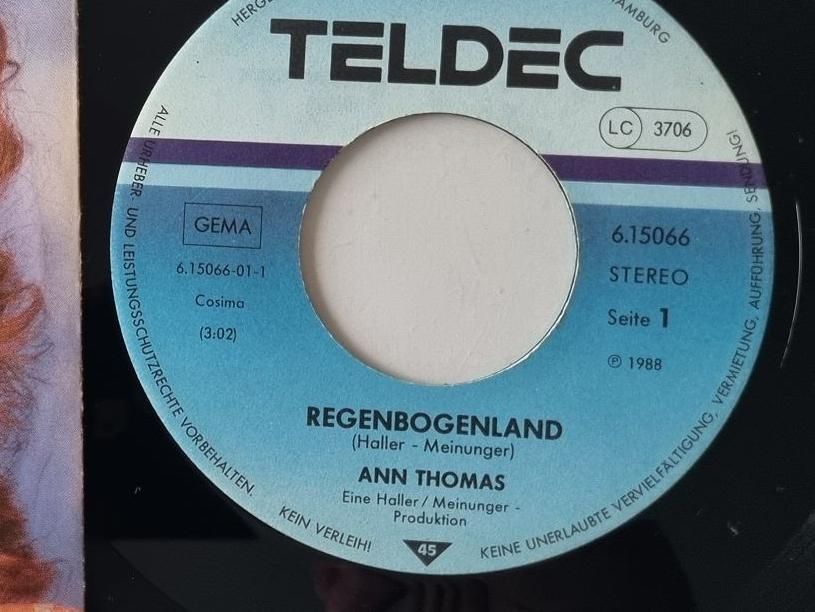 TELDEC
LC 3706
GEMA
6.15066-01-1
Cosima
(3:02)
6.15066
STEREO
Seite 1
℗ 1988
REGENBOGENLAND
(Haller - Meinunger)
ANN THOMAS
Eine Haller/Meinunger -
Produktion
45
ALLE URHEBER- UND LEISTUNGSSCHUTZRECHTE VORBEHALTEN.
KEIN VERLEIH!
KEINE UNERLAUBTE VERVIELFÄLTIGUNG, VERMIETUNG, AUFFÜHRUNG, SENDUNG!